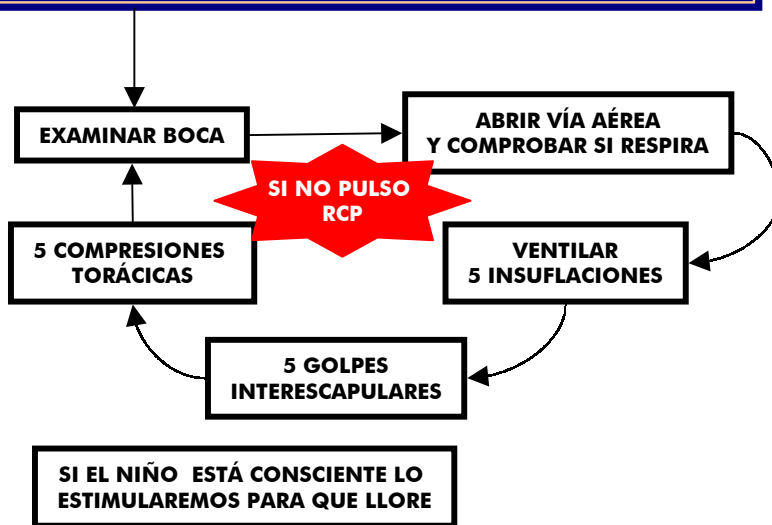 EXAMINAR BOCA
ABRIR VÍA AÉREA
Y COMPROBAR SI RESPIRA
SI NO PULSO
RCP
5 COMPRESIONES
TORÁCICAS
VENTILAR
5 INSUFLACIONES
5 GOLPES
INTERESCAPULARES
SI EL NIÑO ESTÁ CONSCIENTE LO
ESTIMULAREMOS PARA QUE LLORE